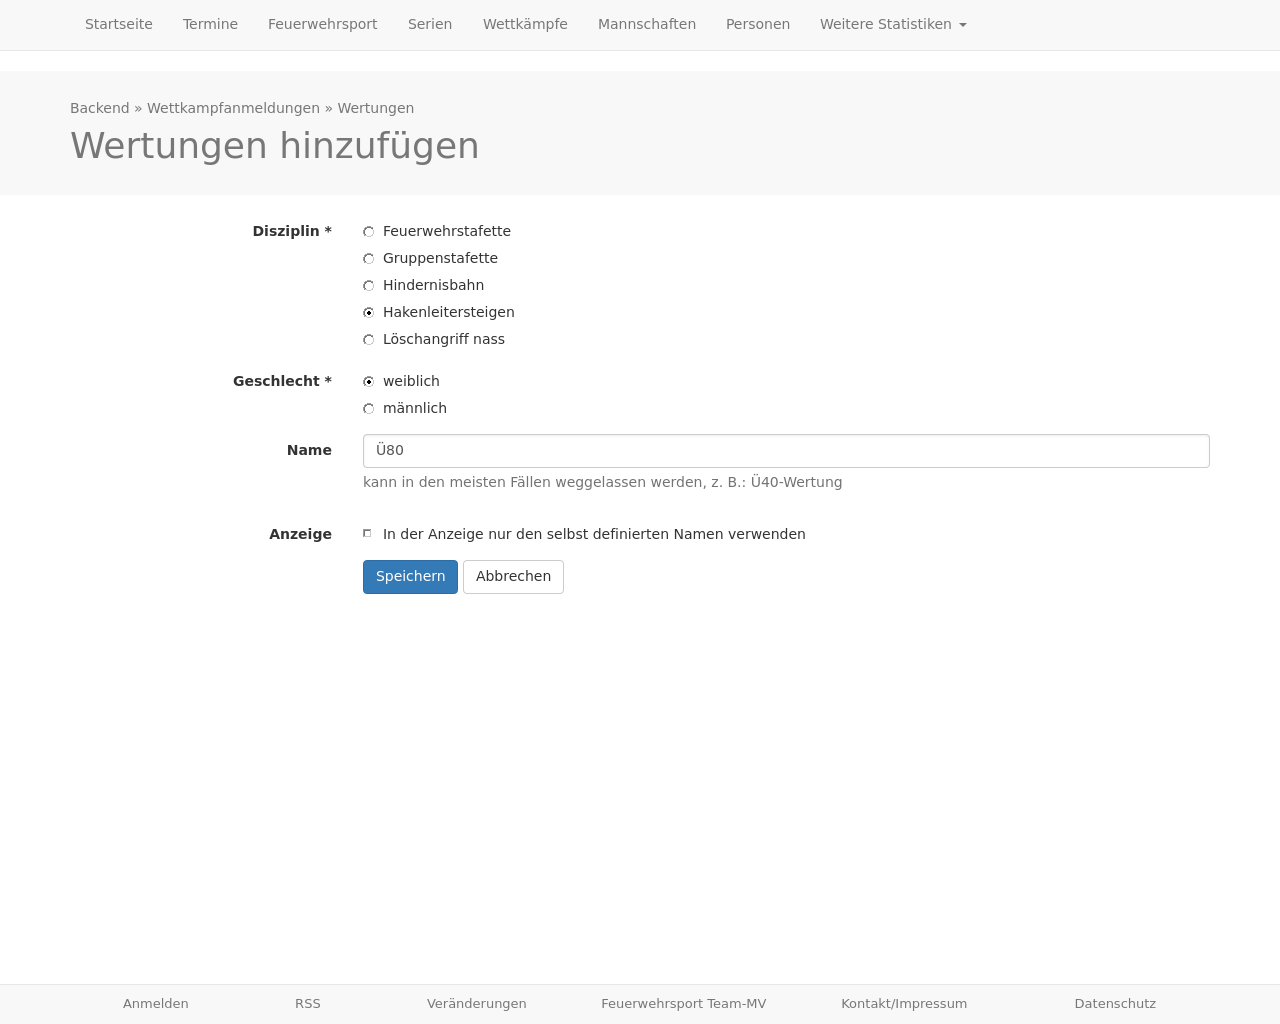 Startseite Termine Feuerwehrsport Serien Wettkämpfe Mannschaften Personen Weitere Statistiken
Backend » Wettkampfanmeldungen » Wertungen
Wertungen hinzufügen
Disziplin *
Feuerwehrstafette
Gruppenstafette
Hindernisbahn
Hakenleitersteigen
Löschangriff nass
Geschlecht *
weiblich
männlich
Name
Ü80
kann in den meisten Fällen weggelassen werden, z. B.: Ü40-Wertung
Anzeige
In der Anzeige nur den selbst definierten Namen verwenden
Speichern Abbrechen
Anmelden RSS Veränderungen Feuerwehrsport Team-MV Kontakt/Impressum Datenschutz